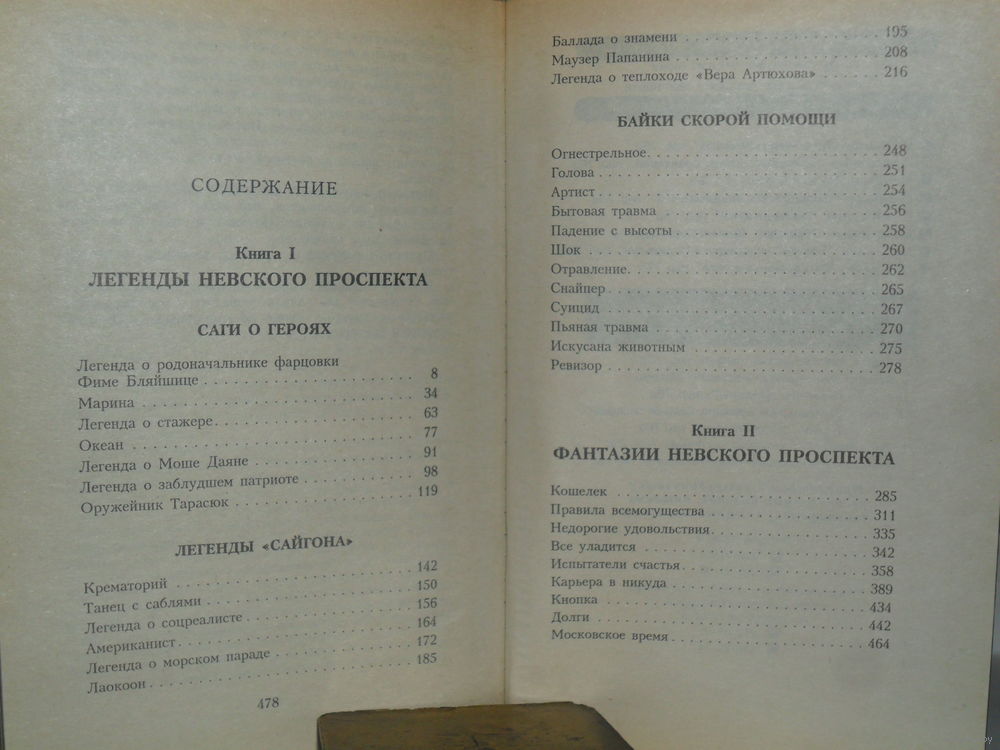 СОДЕРЖАНИЕ
Книга I
ЛЕГЕНДЫ НЕВСКОГО ПРОСПЕКТА
САГИ О ГЕРОЯХ
Легенда о родоначальнике фарцовки
Фиме Бляйшице . . . . . . . . . . . . . . . . 8
Марина . . . . . . . . . . . . . . . . . . . . 34
Легенда о стажере. . . . . . . . . . . . . . . 63
Океан . . . . . . . . . . . . . . . . . . . . 77
Легенда о Моше Даяне . . . . . . . . . . . . . 91
Легенда о заблудшем патриоте . . . . . . . . . 98
Оружейник Тарасюк . . . . . . . . . . . . . . 119
ЛЕГЕНДЫ «САЙГОНА»
Крематорий . . . . . . . . . . . . . . . . . . 142
Танец с саблями . . . . . . . . . . . . . . . 150
Легенда о соцреалисте . . . . . . . . . . . . 156
Американист. . . . . . . . . . . . . . . . . . 164
Легенда о морском параде . . . . . . . . . . . 172
Лаокоон . . . . . . . . . . . . . . . . . . . 185
478
Баллада о знамени . . . . . . . . . . . . . . 195
Маузер Папанина . . . . . . . . . . . . . . . 208
Легенда о теплоходе «Вера Артюхова» . . . . . . 216
БАЙКИ СКОРОЙ ПОМОЩИ
Огнестрельное. . . . . . . . . . . . . . . . . 248
Голова . . . . . . . . . . . . . . . . . . . . 251
Артист . . . . . . . . . . . . . . . . . . . . 254
Бытовая травма . . . . . . . . . . . . . . . . 256
Падение с высоты . . . . . . . . . . . . . . . 258
Шок . . . . . . . . . . . . . . . . . . . . . 260
Отравление. . . . . . . . . . . . . . . . . . 262
Снайпер. . . . . . . . . . . . . . . . . . . . 265
Суицид . . . . . . . . . . . . . . . . . . . . 267
Пьяная травма . . . . . . . . . . . . . . . . 270
Искусана животным . . . . . . . . . . . . . . 275
Ревизор . . . . . . . . . . . . . . . . . . . 278
Книга II
ФАНТАЗИИ НЕВСКОГО ПРОСПЕКТА
Кошелек . . . . . . . . . . . . . . . . . . . 285
Правила всемогущества . . . . . . . . . . . . 311
Недорогие удовольствия. . . . . . . . . . . . 335
Все уладится . . . . . . . . . . . . . . . . . 342
Испытатели счастья. . . . . . . . . . . . . . 358
Карьера в никуда . . . . . . . . . . . . . . . 389
Кнопка . . . . . . . . . . . . . . . . . . . . 434
Долги . . . . . . . . . . . . . . . . . . . . 442
Московское время . . . . . . . . . . . . . . . 464